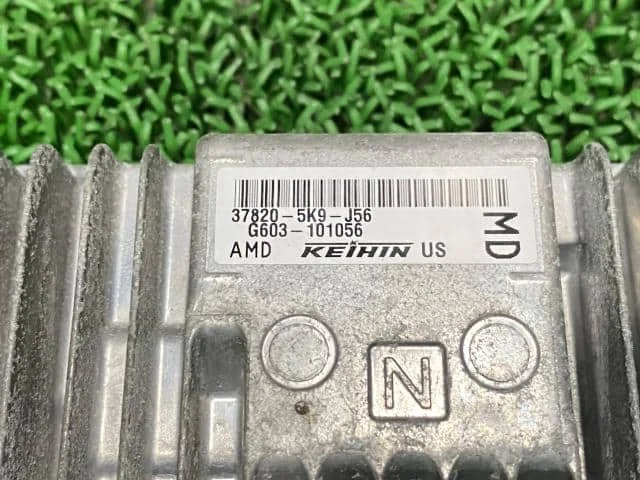 37820-5K9-J56
G603-101056
AMD KEIHIN US
MD
N